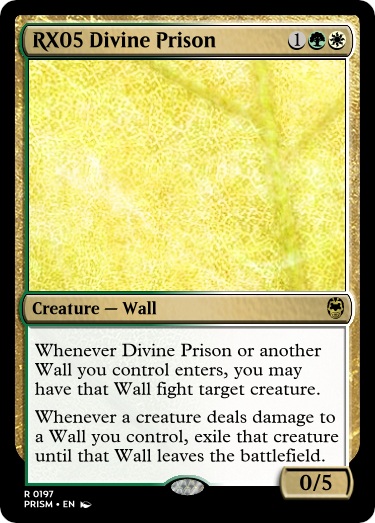 RX05 Divine Prison 1
Creature — Wall
Whenever Divine Prison or another
Wall you control enters, you may
have that Wall fight target creature.
Whenever a creature deals damage to
a Wall you control, exile that creature
until that Wall leaves the battlefield.
0/5
R 0197
PRISM • EN